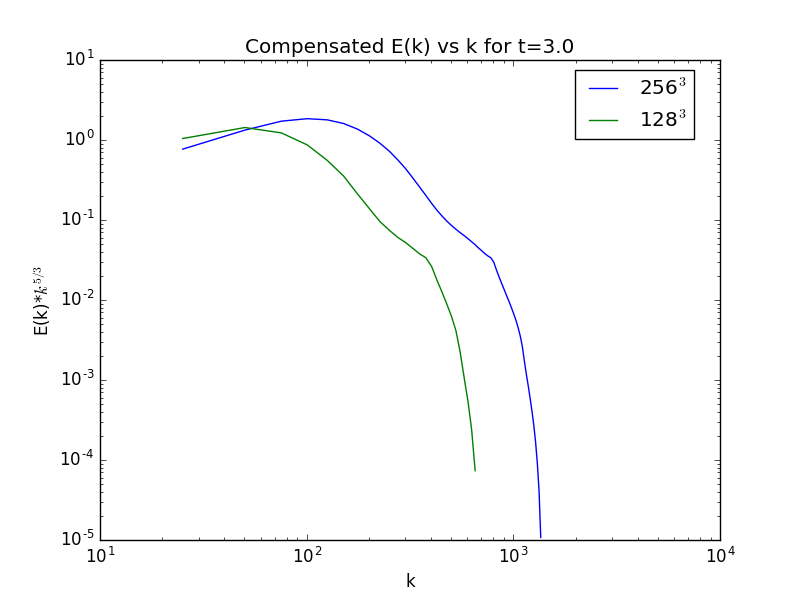 Compensated E(k) vs k for t=3.0
10¹
10⁰
10⁻¹
10⁻²
10⁻³
10⁻⁴
10⁻⁵
E(k)*k^{5/3}
256³
128³
10¹ 10² 10³ 10⁴
k